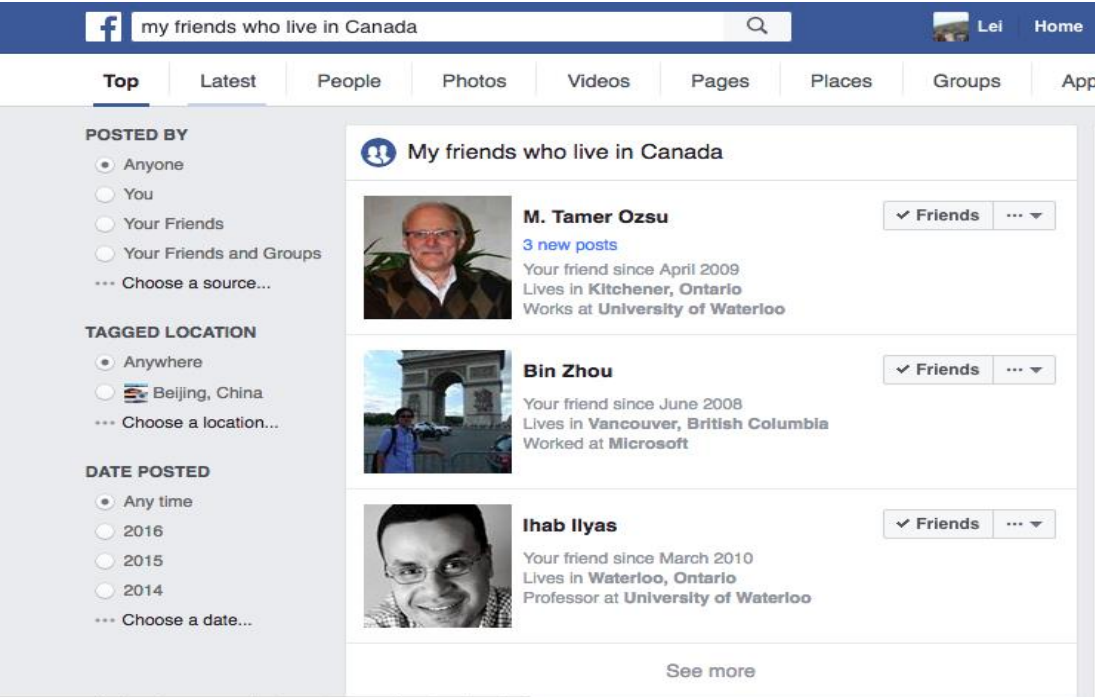 f my friends who live in Canada Lei Home
Top Latest People Photos Videos Pages Places Groups App
POSTED BY
Anyone
You
Your Friends
Your Friends and Groups
Choose a source...
TAGGED LOCATION
Anywhere
Beijing, China
Choose a location...
DATE POSTED
Any time
2016
2015
2014
Choose a date...
My friends who live in Canada
M. Tamer Ozsu
✓ Friends ···
3 new posts
Your friend since April 2009
Lives in Kitchener, Ontario
Works at University of Waterloo
Bin Zhou
✓ Friends ···
Your friend since June 2008
Lives in Vancouver, British Columbia
Worked at Microsoft
Ihab Ilyas
✓ Friends ···
Your friend since March 2010
Lives in Waterloo, Ontario
Professor at University of Waterloo
See more